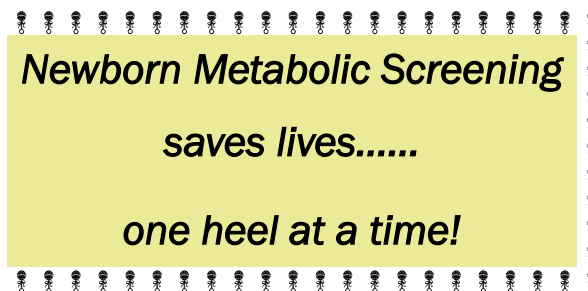 Newborn Metabolic Screening
saves lives......
one heel at a time!